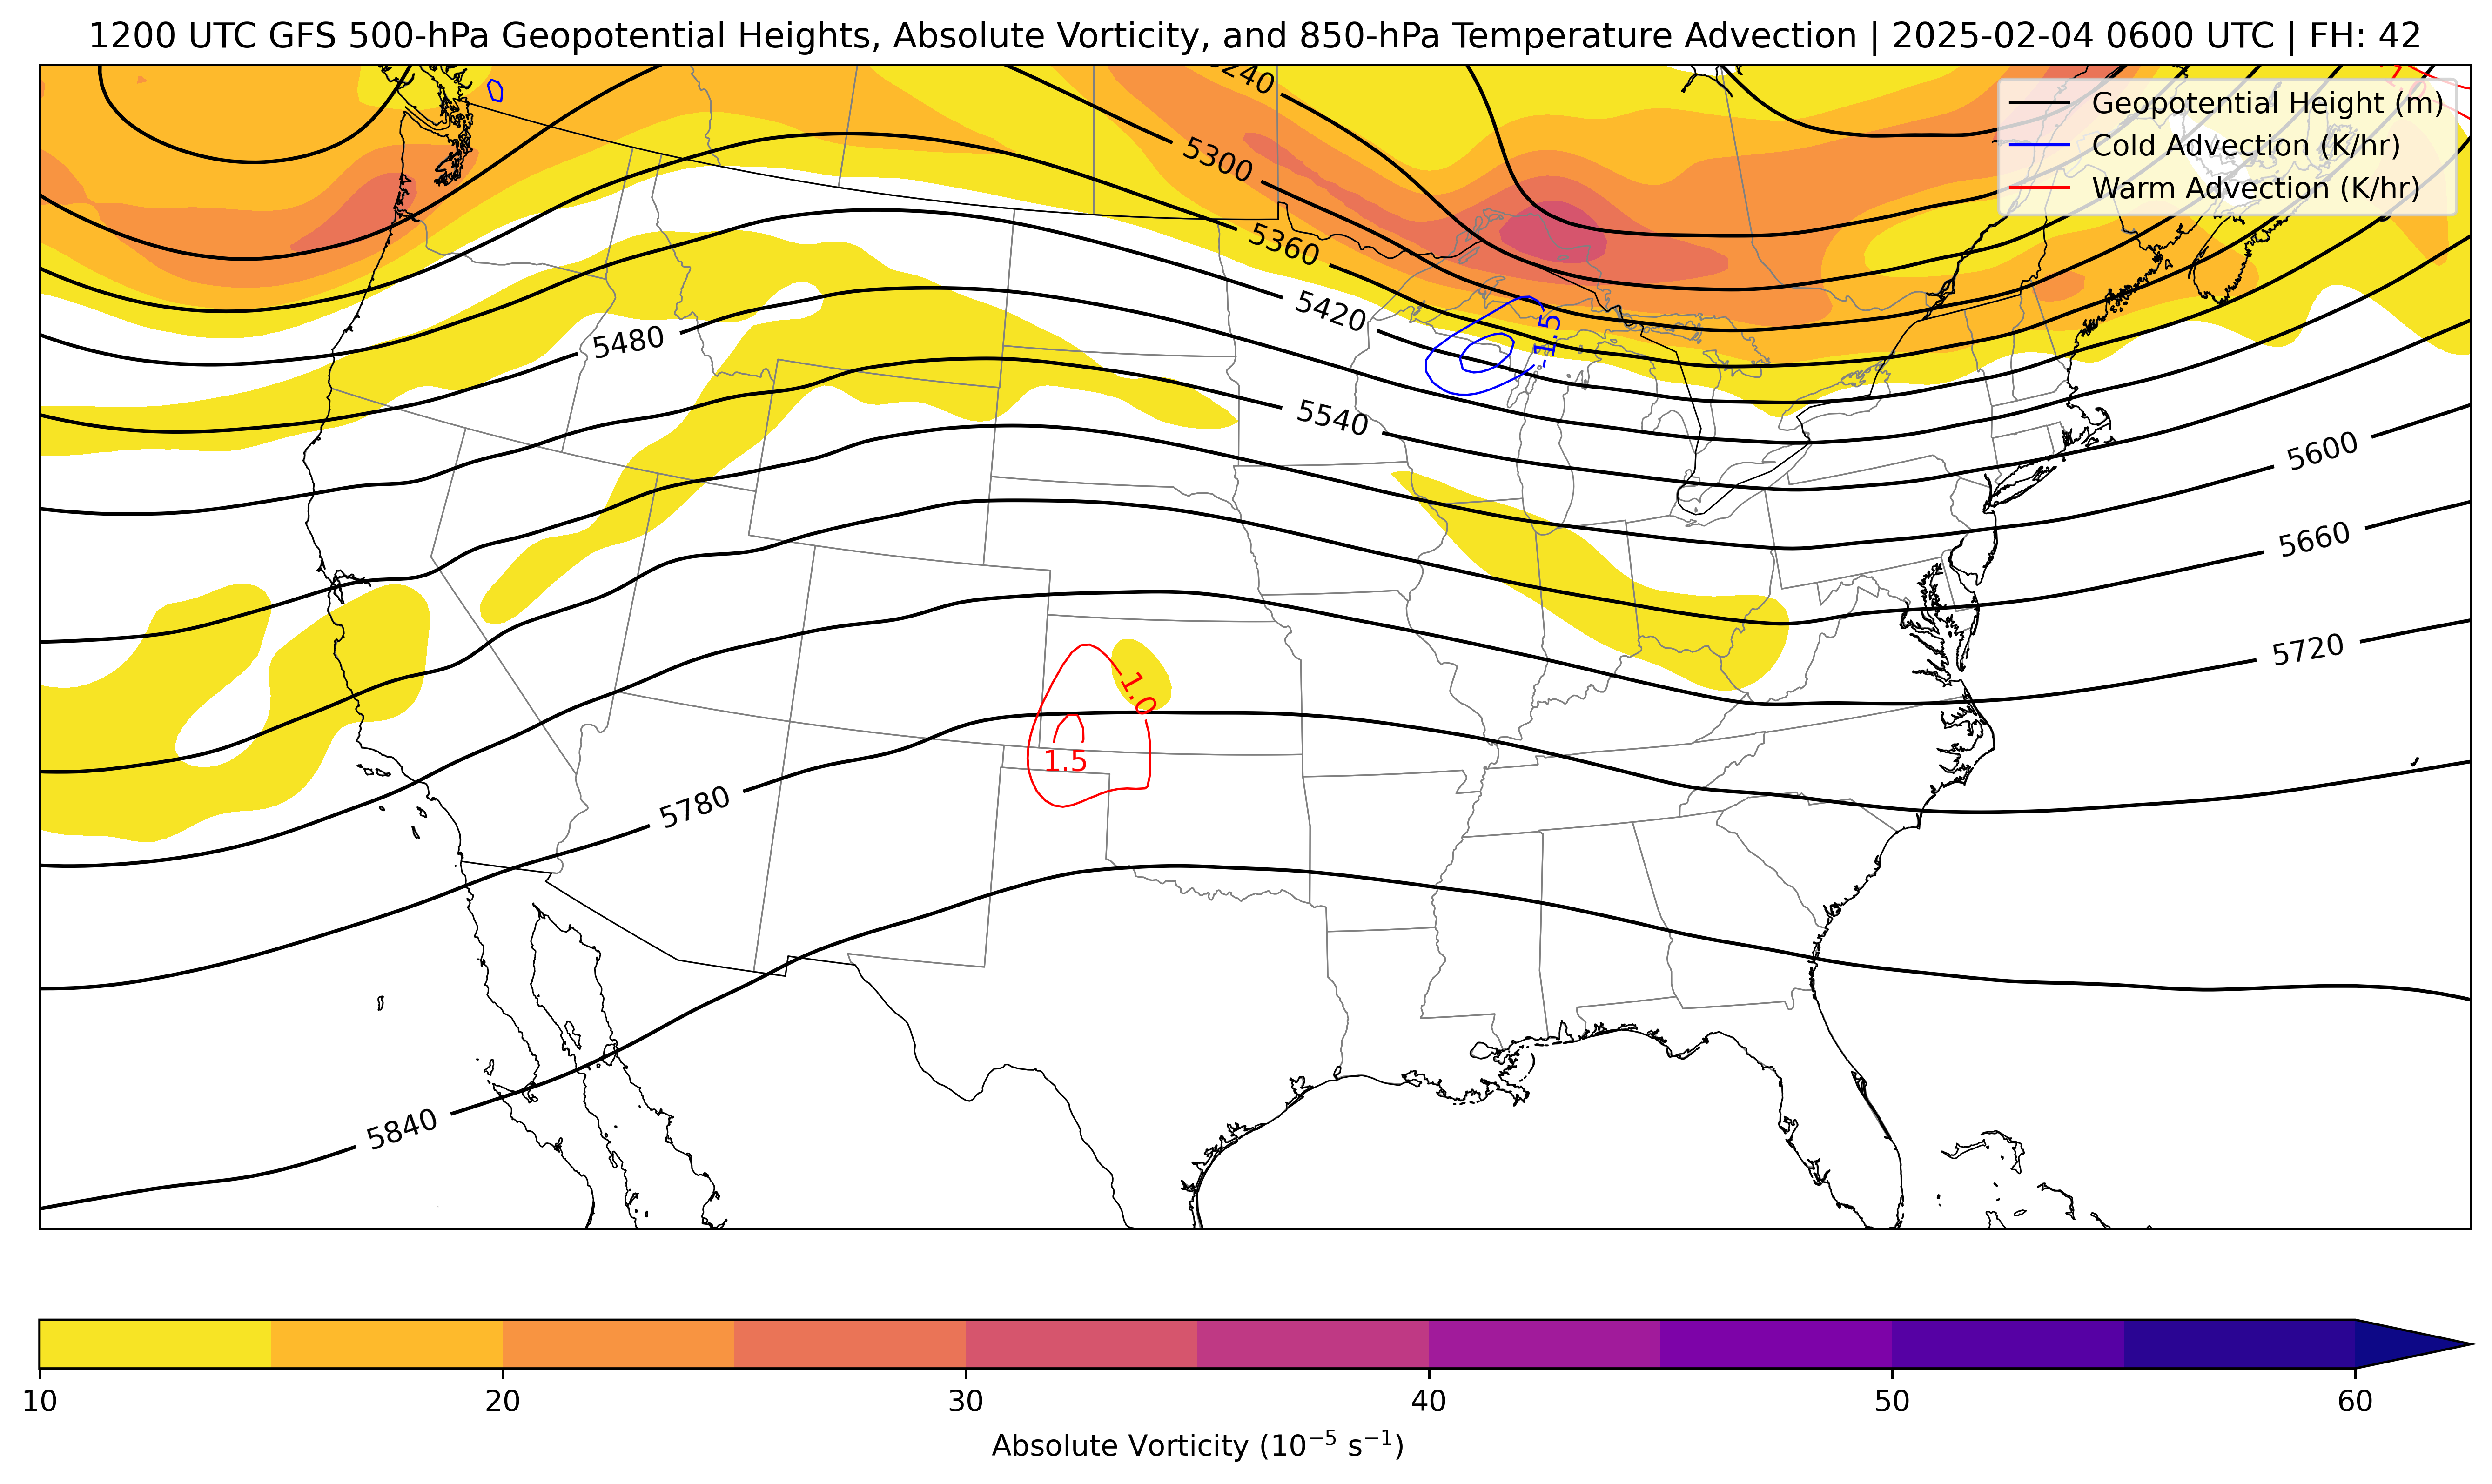 1200 UTC GFS 500-hPa Geopotential Heights, Absolute Vorticity, and 850-hPa Temperature Advection | 2025-02-04 0600 UTC | FH: 42
Geopotential Height (m)
Cold Advection (K/hr)
Warm Advection (K/hr)
5300
5360
5420
-1.5
5480
5540
5600
5660
5720
1.0
1.5
5780
5840
10 20 30 40 50 60
Absolute Vorticity (10⁻⁵ s⁻¹)